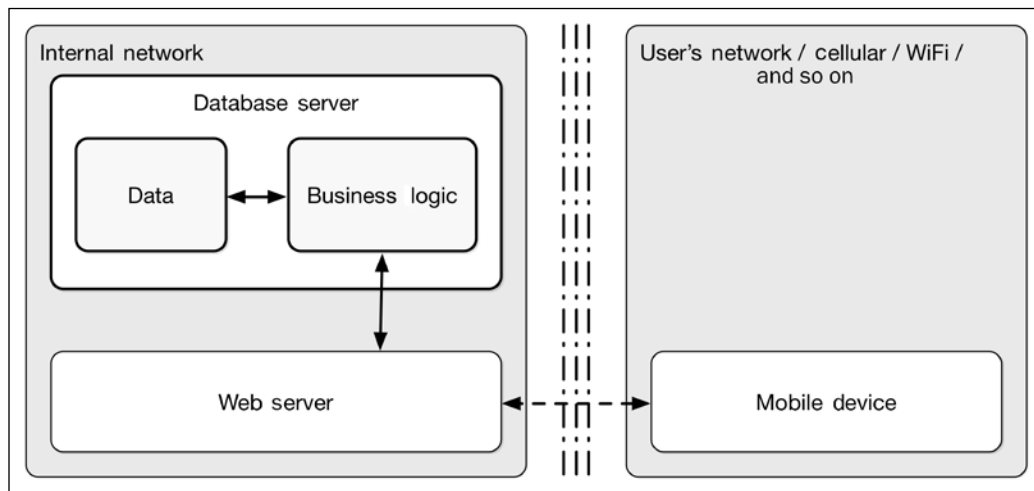 Internal network
Database server
Data
Business logic
Web server
User's network / cellular / WiFi /
and so on
Mobile device